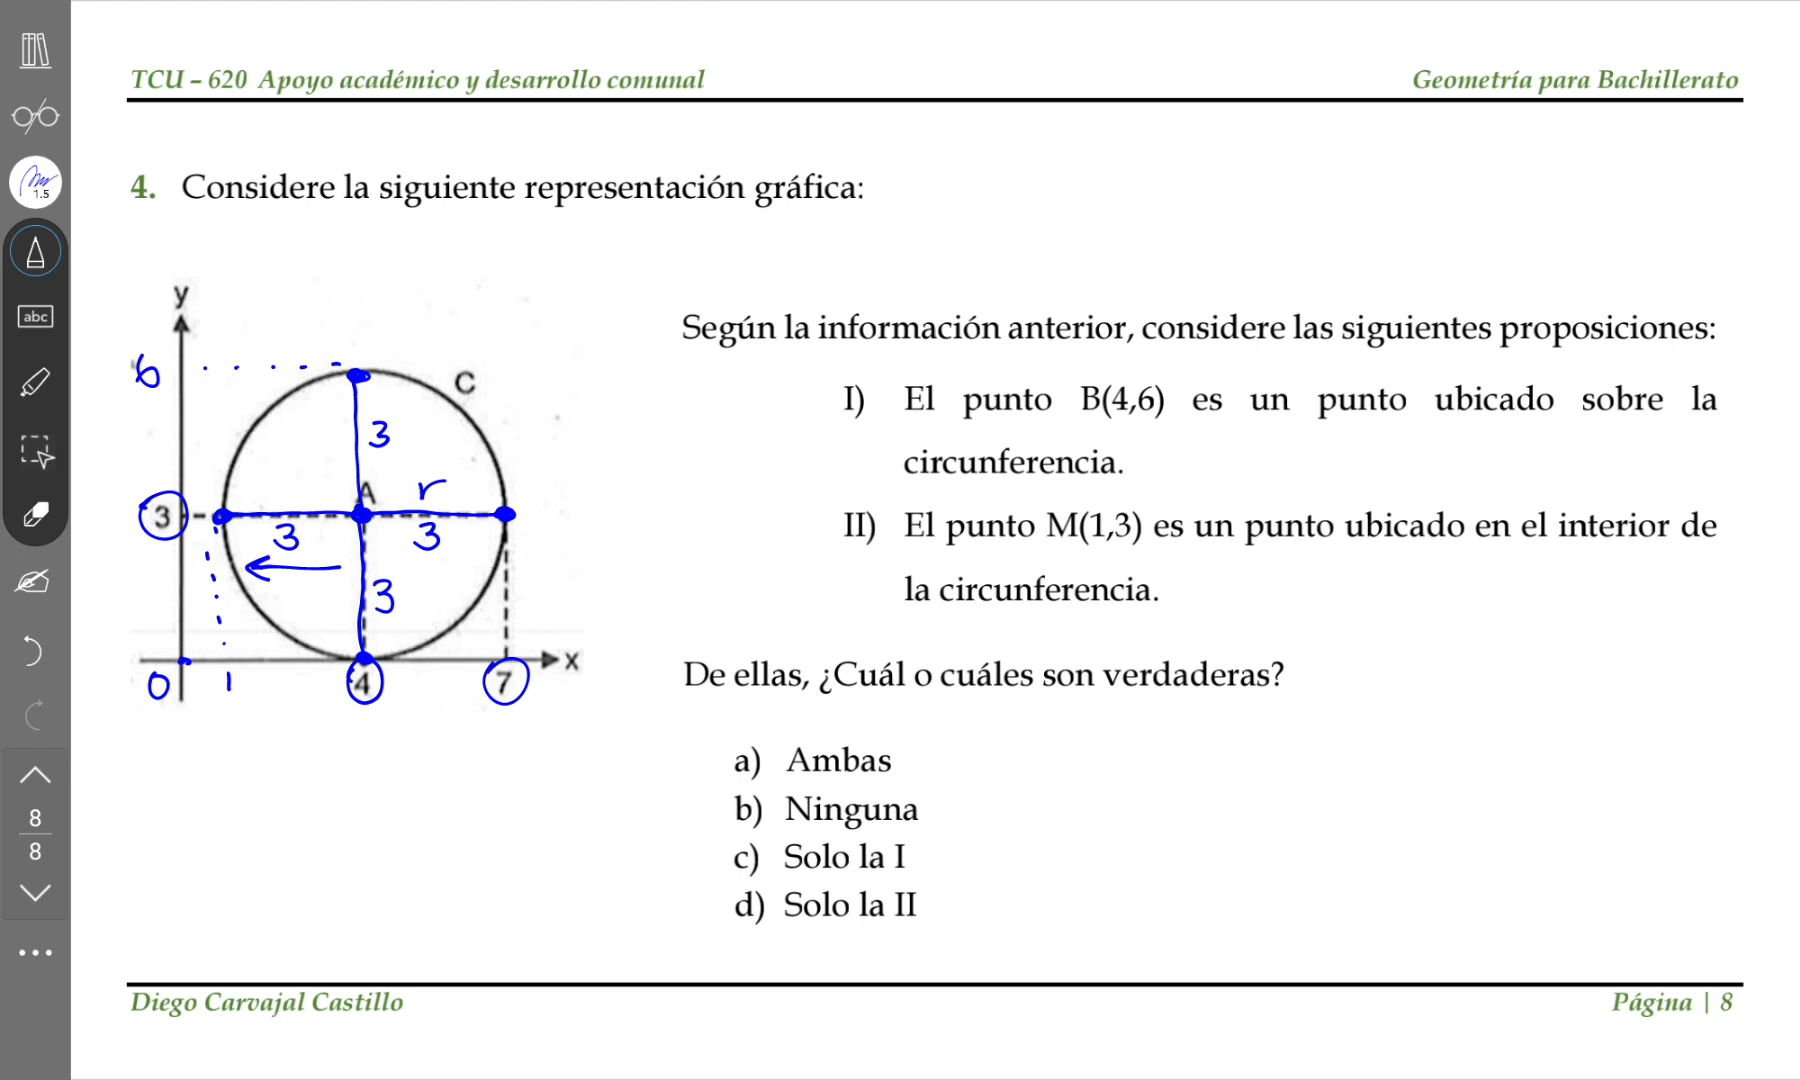 abc
1.5
8
8
TCU – 620 Apoyo académico y desarrollo comunal
Geometría para Bachillerato
4. Considere la siguiente representación gráfica:
y
6
C
3
A
r
3
3
3
3
x
0
1
4
7
Según la información anterior, considere las siguientes proposiciones:
I) El punto B(4,6) es un punto ubicado sobre la
circunferencia.
II) El punto M(1,3) es un punto ubicado en el interior de
la circunferencia.
De ellas, ¿Cuál o cuáles son verdaderas?
a) Ambas
b) Ninguna
c) Solo la I
d) Solo la II
Diego Carvajal Castillo
Página | 8